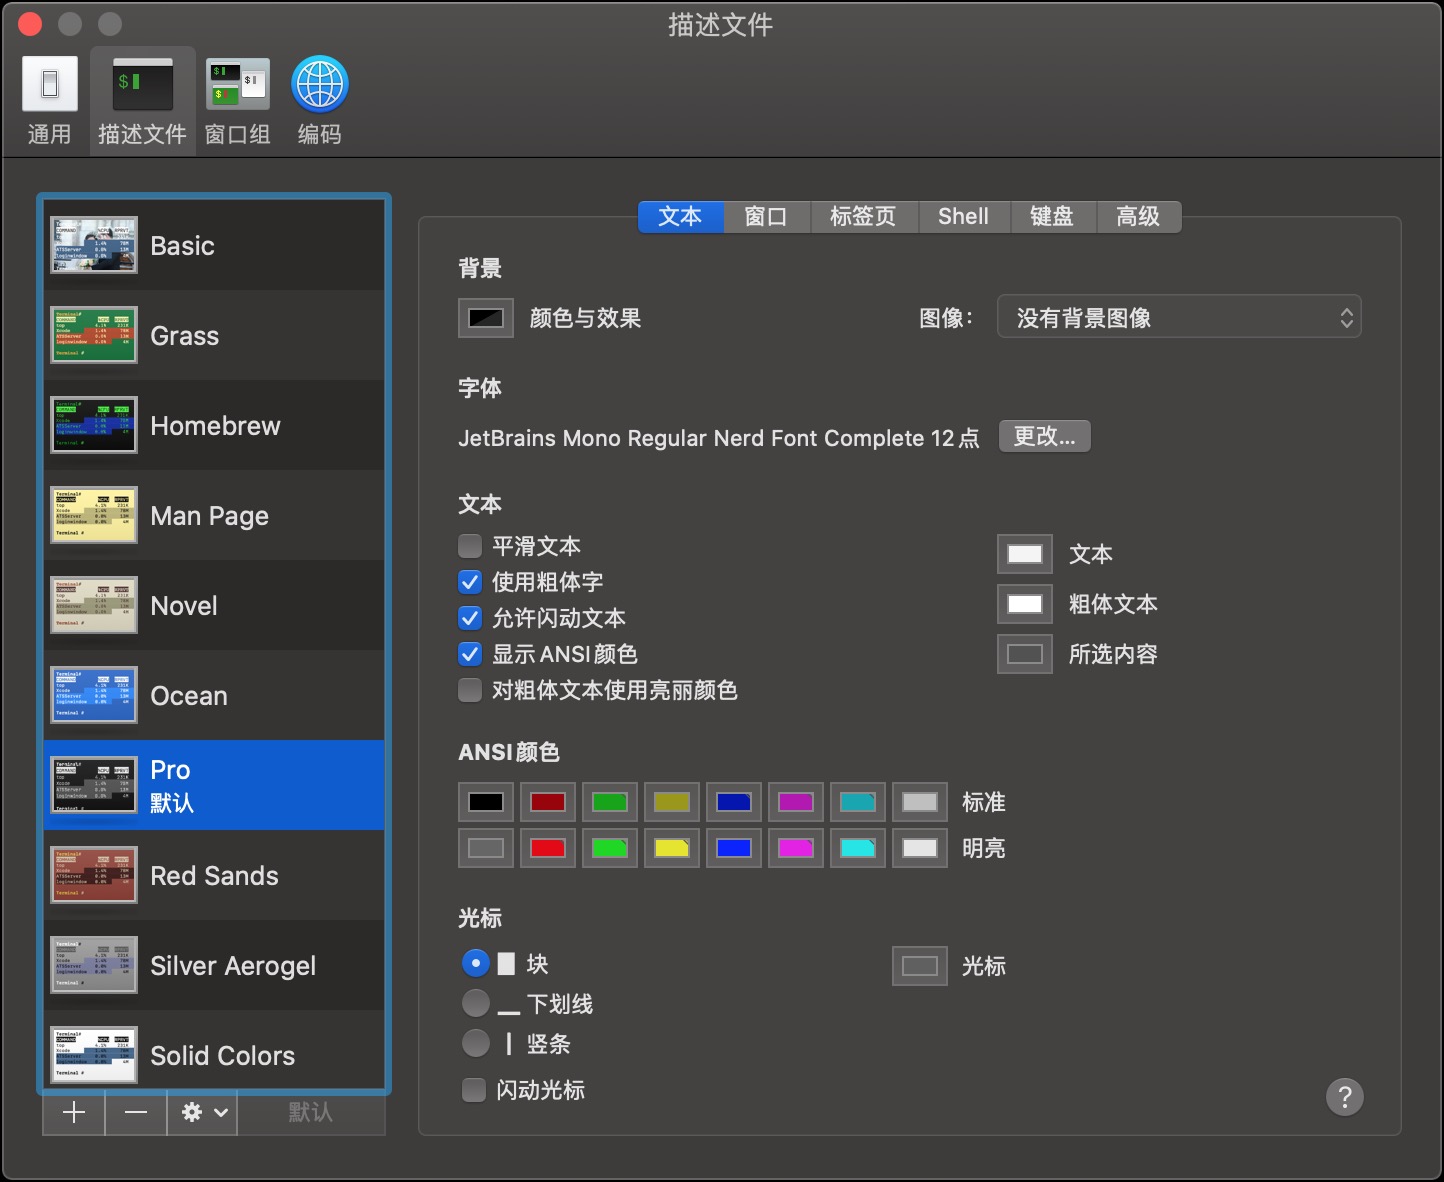 描述文件
通用
描述文件
窗口组
编码
Basic
Grass
Homebrew
Man Page
Novel
Ocean
Pro
默认
Red Sands
Silver Aerogel
Solid Colors
默认
文本 窗口 标签页 Shell 键盘 高级
背景
颜色与效果
图像：
没有背景图像
字体
JetBrains Mono Regular Nerd Font Complete 12点
更改...
文本
平滑文本
使用粗体字
允许闪动文本
显示 ANSI 颜色
对粗体文本使用亮丽颜色
文本
粗体文本
所选内容
ANSI 颜色
标准
明亮
光标
块
下划线
竖条
闪动光标
光标
?